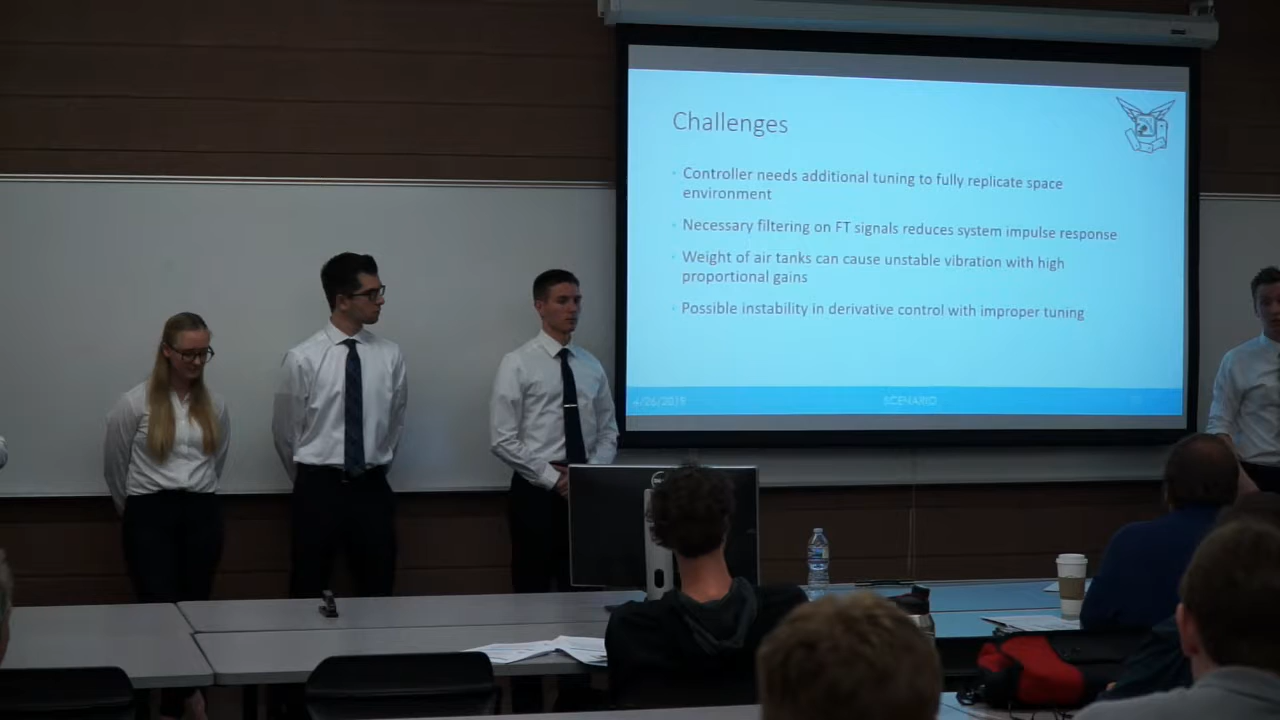 Challenges
Controller needs additional tuning to fully replicate space
environment
Necessary filtering on FT signals reduces system impulse response
Weight of air tanks can cause unstable vibration with high
proportional gains
Possible instability in derivative control with improper tuning
4/26/2019
SCENARIO